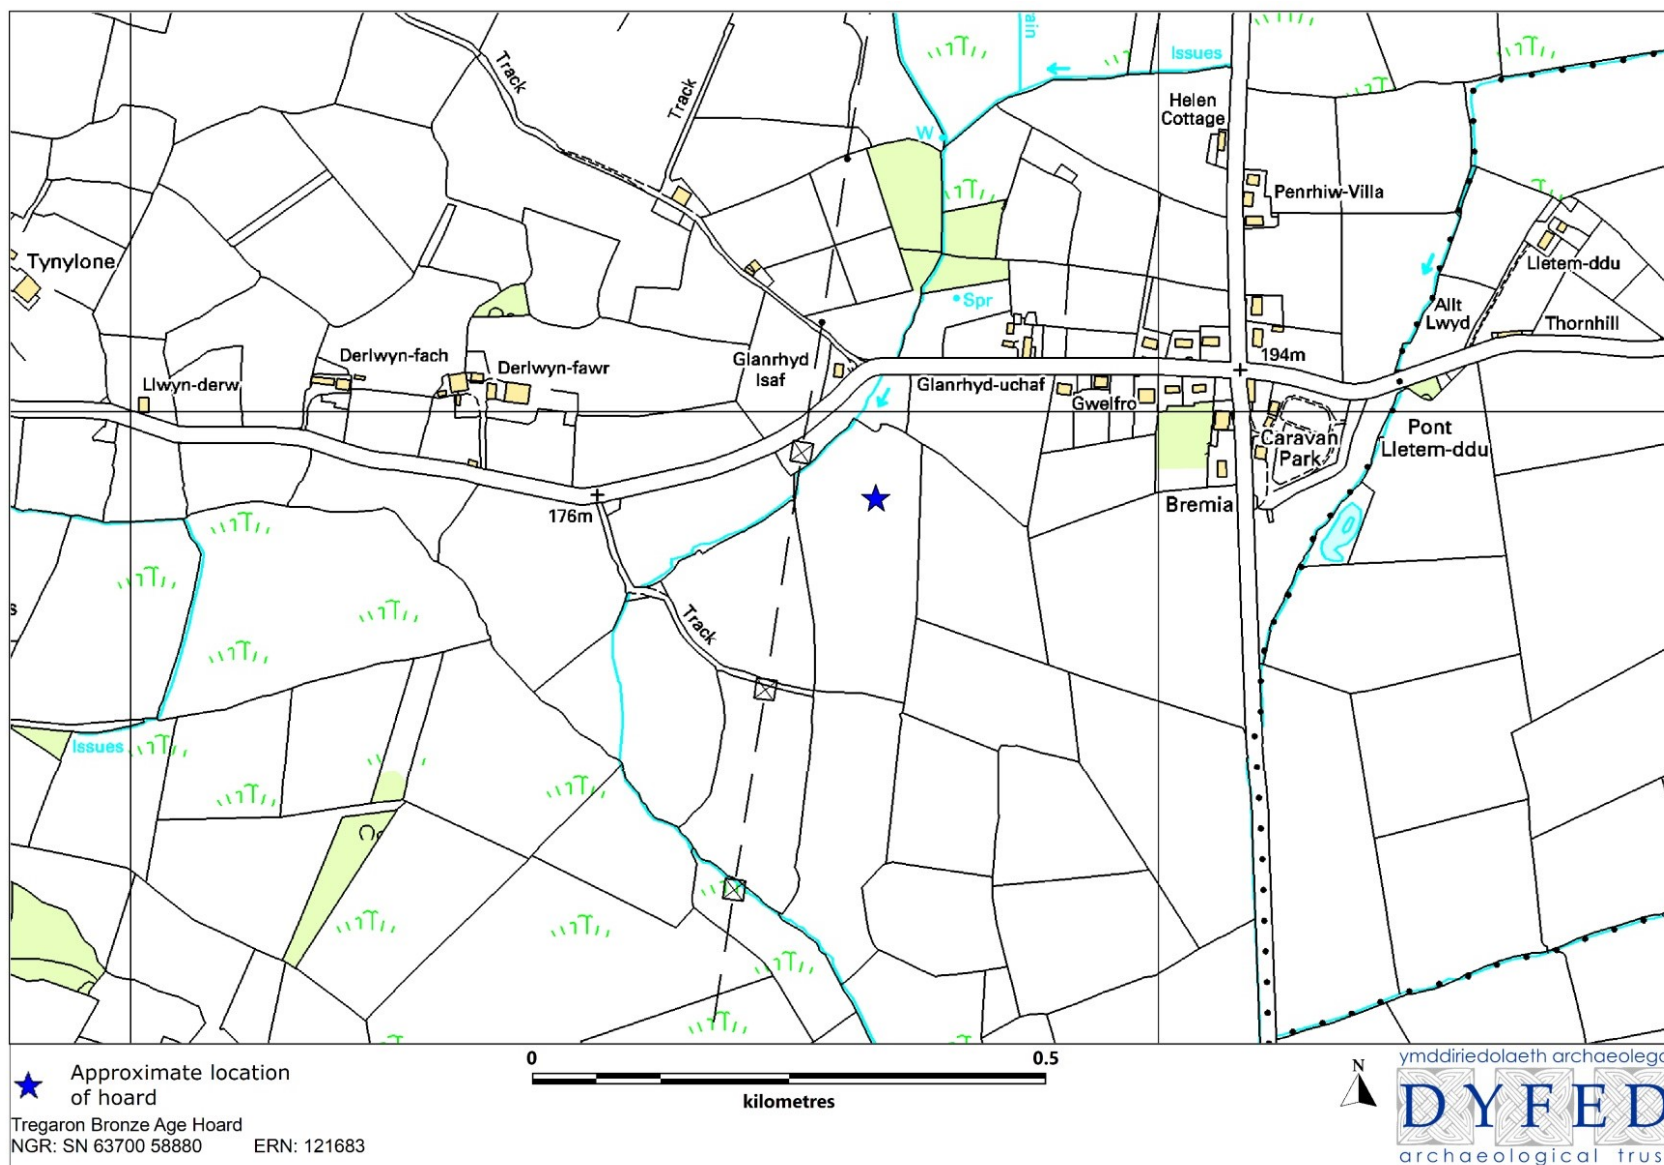 Track
Track
ain
Issues
Helen
Cottage
W
Penrhiw-Villa
Tynylone
Lletem-ddu
Spr
Allt
Lwyd
Thornhill
Derlwyn-fach
Derlwyn-fawr
Glanrhyd
Isaf
194m
Llwyn-derw
Glanrhyd-uchaf
Gwelfro
Caravan
Park
Pont
Lletem-ddu
Bremia
176m
s
Track
Issues
Approximate location
of hoard
Tregaron Bronze Age Hoard
NGR: SN 63700 58880 ERN: 121683
0 0.5
kilometres
N
ymddiriedolaeth archaeolego
DYFED
archaeological trus